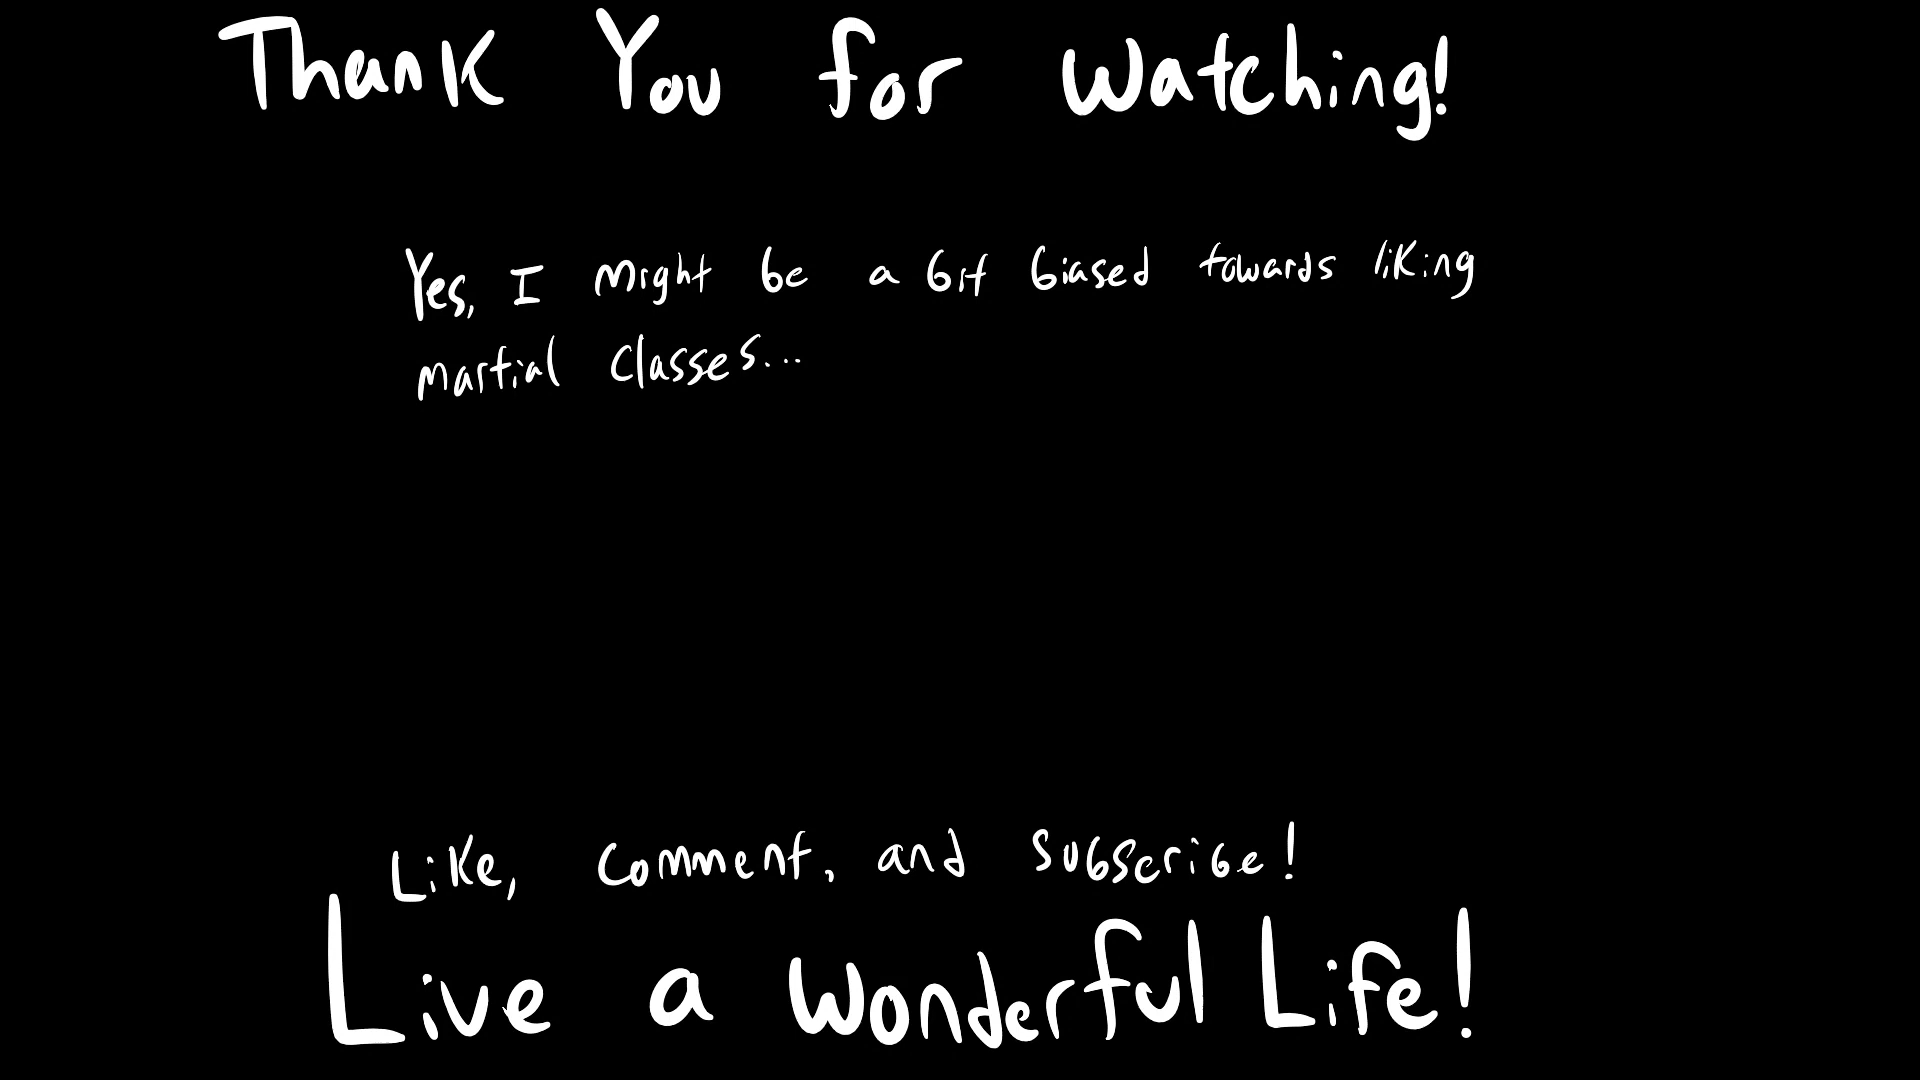 Thank You for Watching!
Yes, I might be a bit biased towards liking
martial classes...
Like, comment, and subscribe!
Live a Wonderful Life!